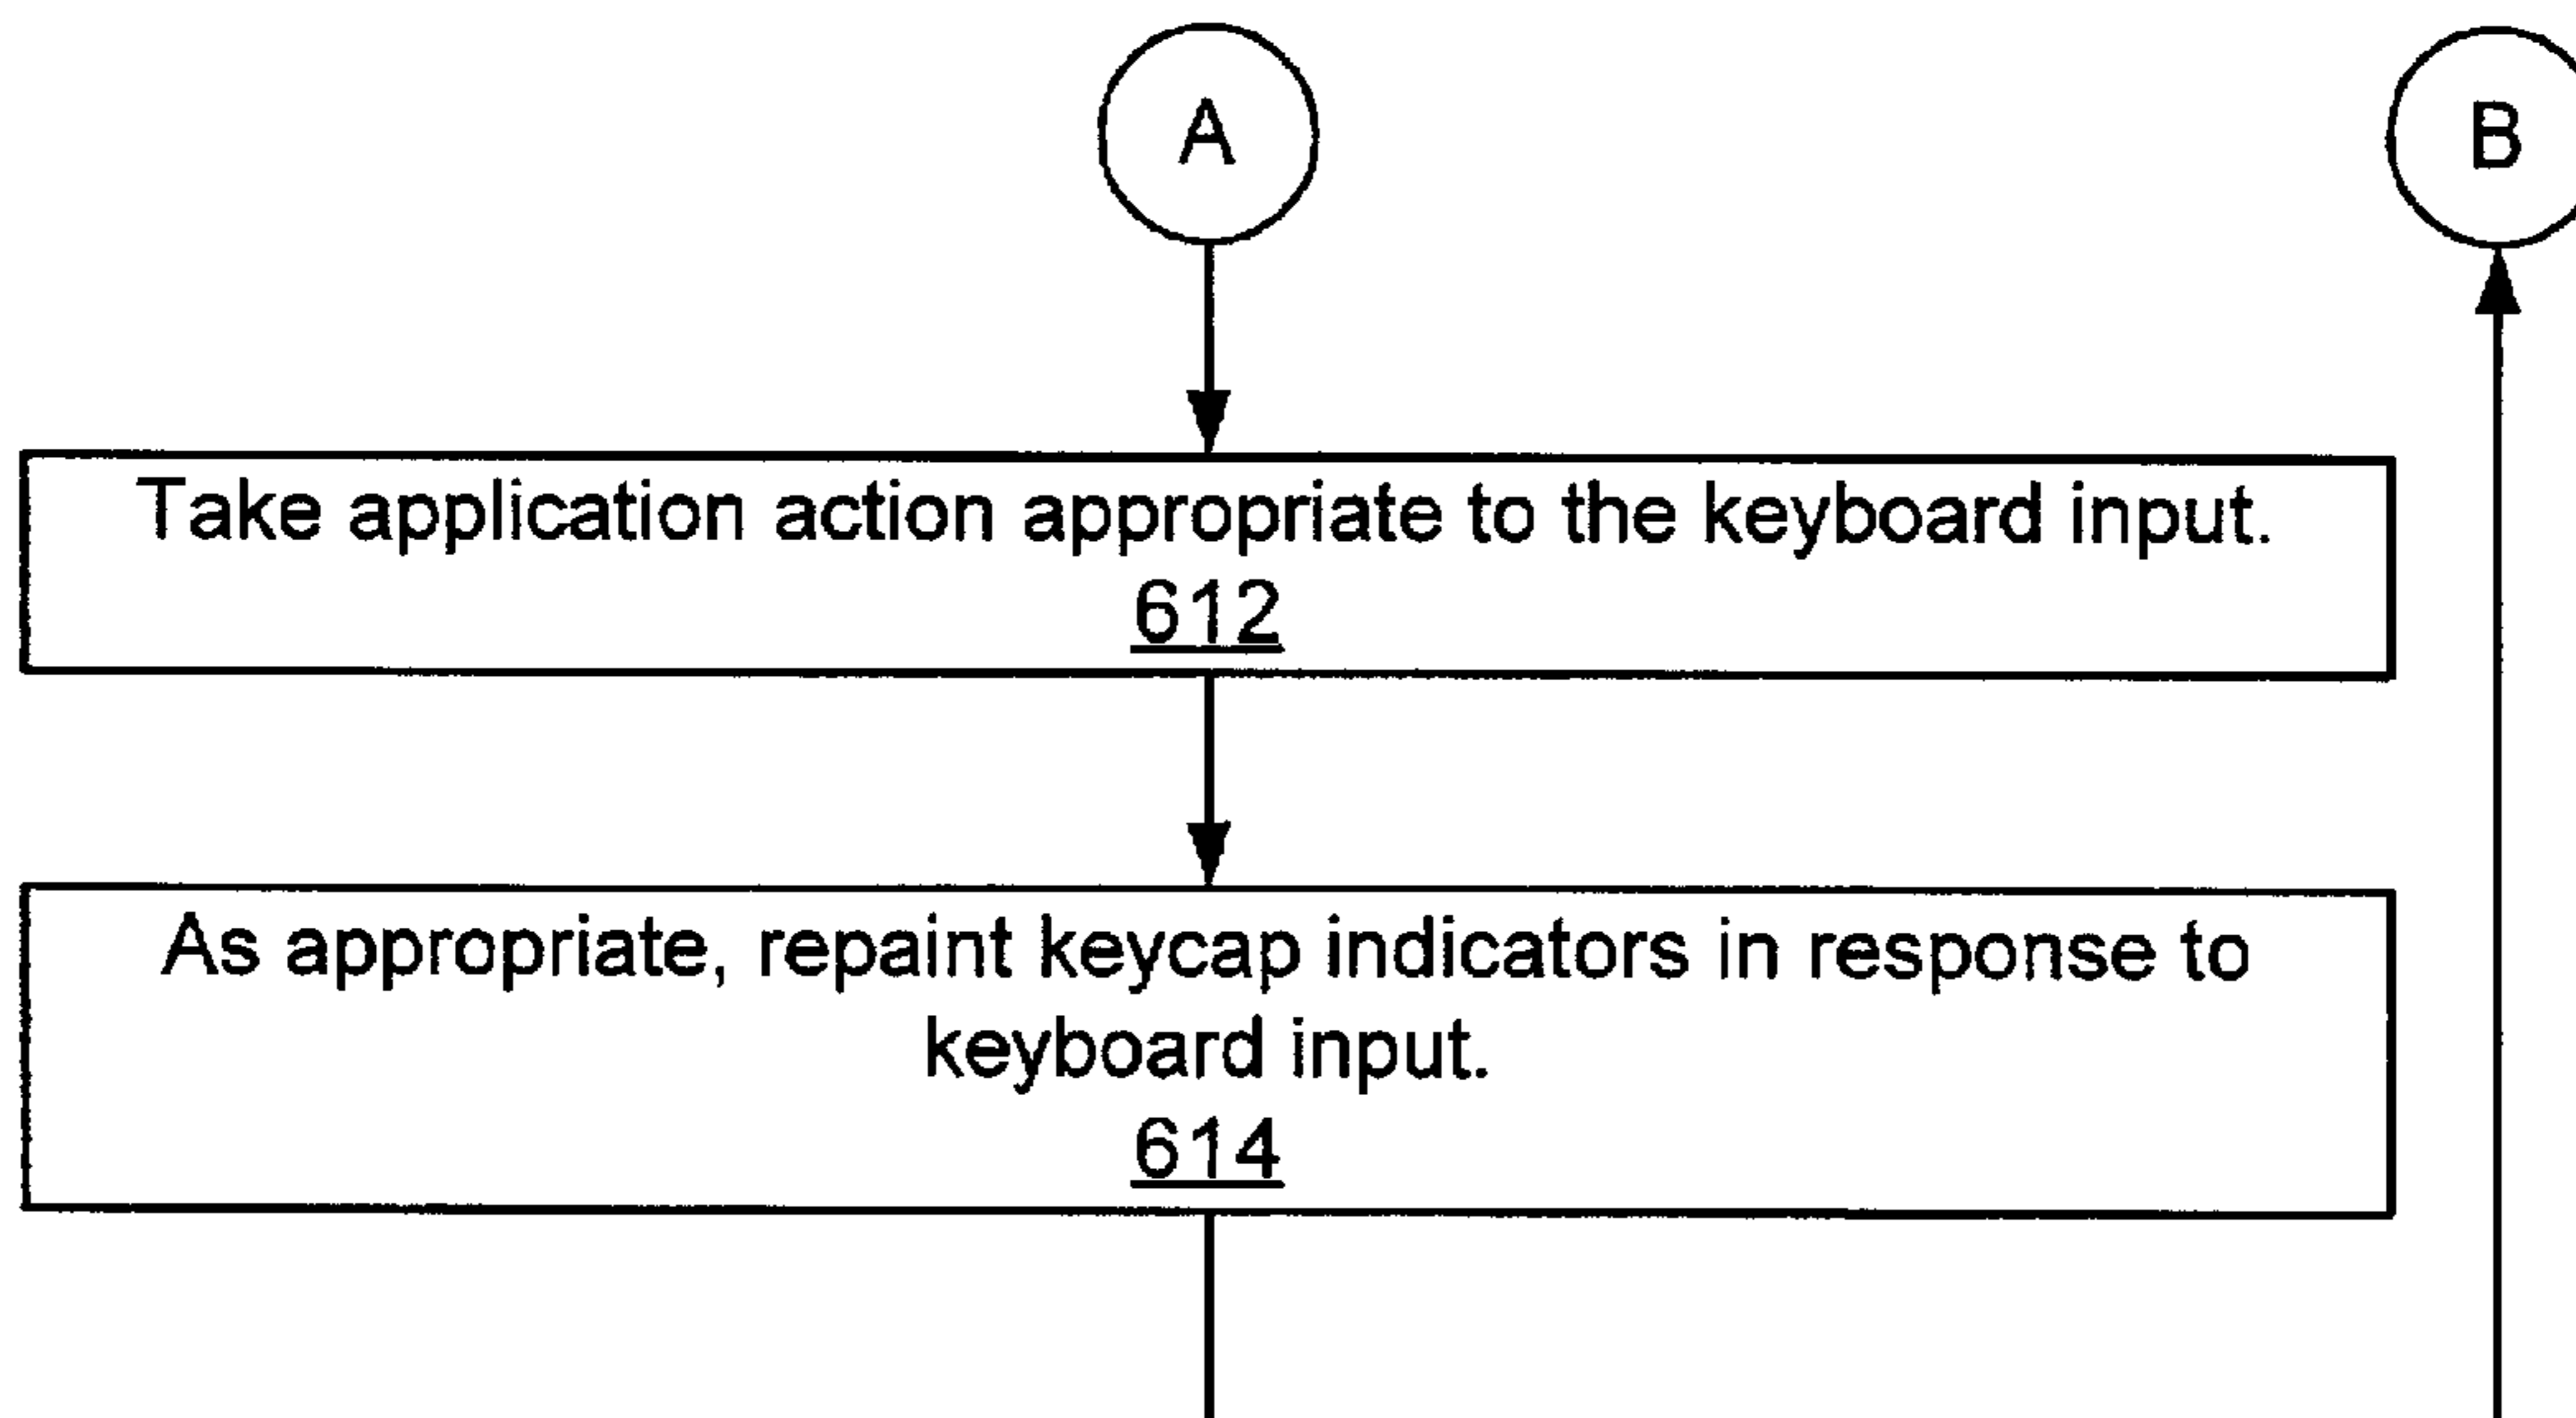 A
B
Take application action appropriate to the keyboard input.
612
As appropriate, repaint keycap indicators in response to
keyboard input.
614